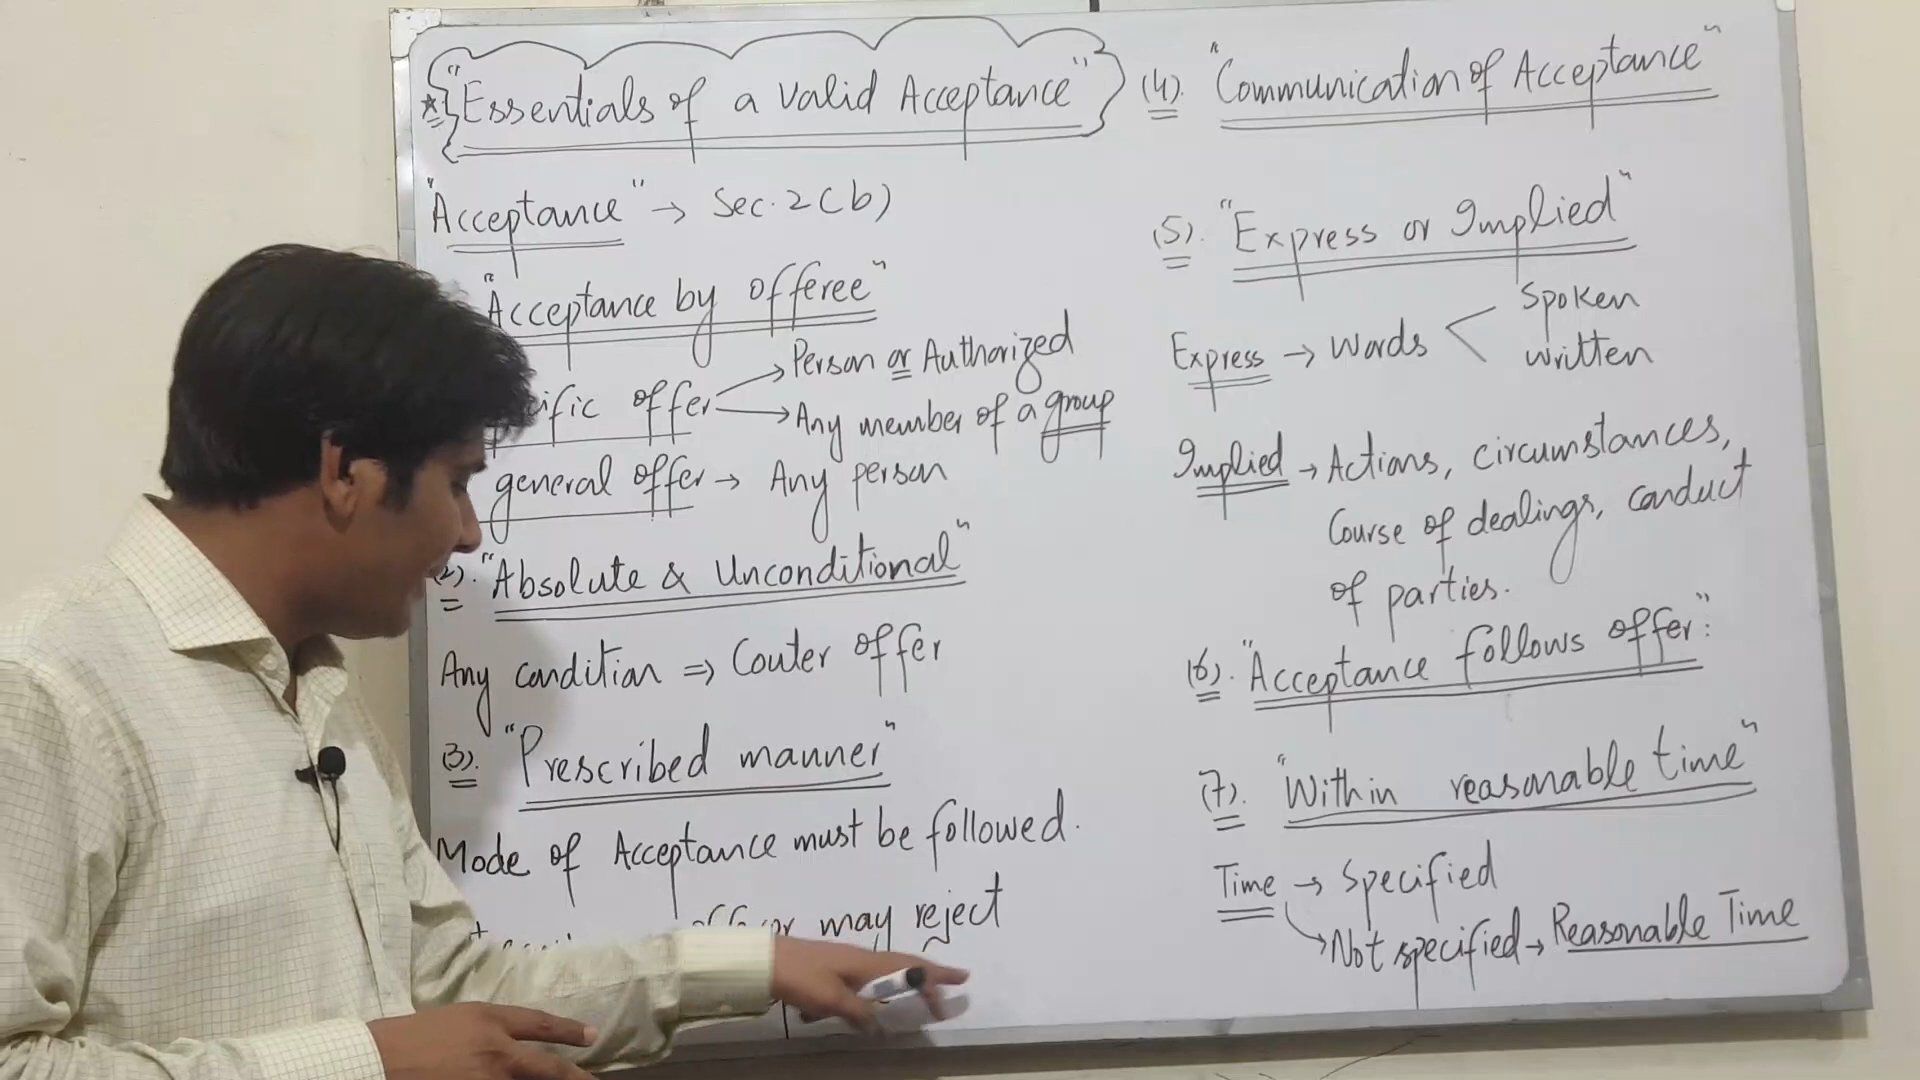 "Essentials of a valid Acceptance"
"Acceptance" → Sec. 2(b)
"Acceptance by offeree"
offer → Person or Authorized
→ Any member of a group
general offer → Any person
(2). "Absolute & Unconditional"
Any condition ⇒ Couter offer
(3). "Prescribed manner"
Mode of Acceptance must be followed.
may reject
(4). "Communication of Acceptance"
(5). "Express or Implied"
Express → Words < Spoken
written
Implied → Actions, circumstances,
Course of dealings, conduct
of parties.
(6). "Acceptance follows offer":
(7). "Within reasonable time"
Time → Specified
→ Not specified → Reasonable Time